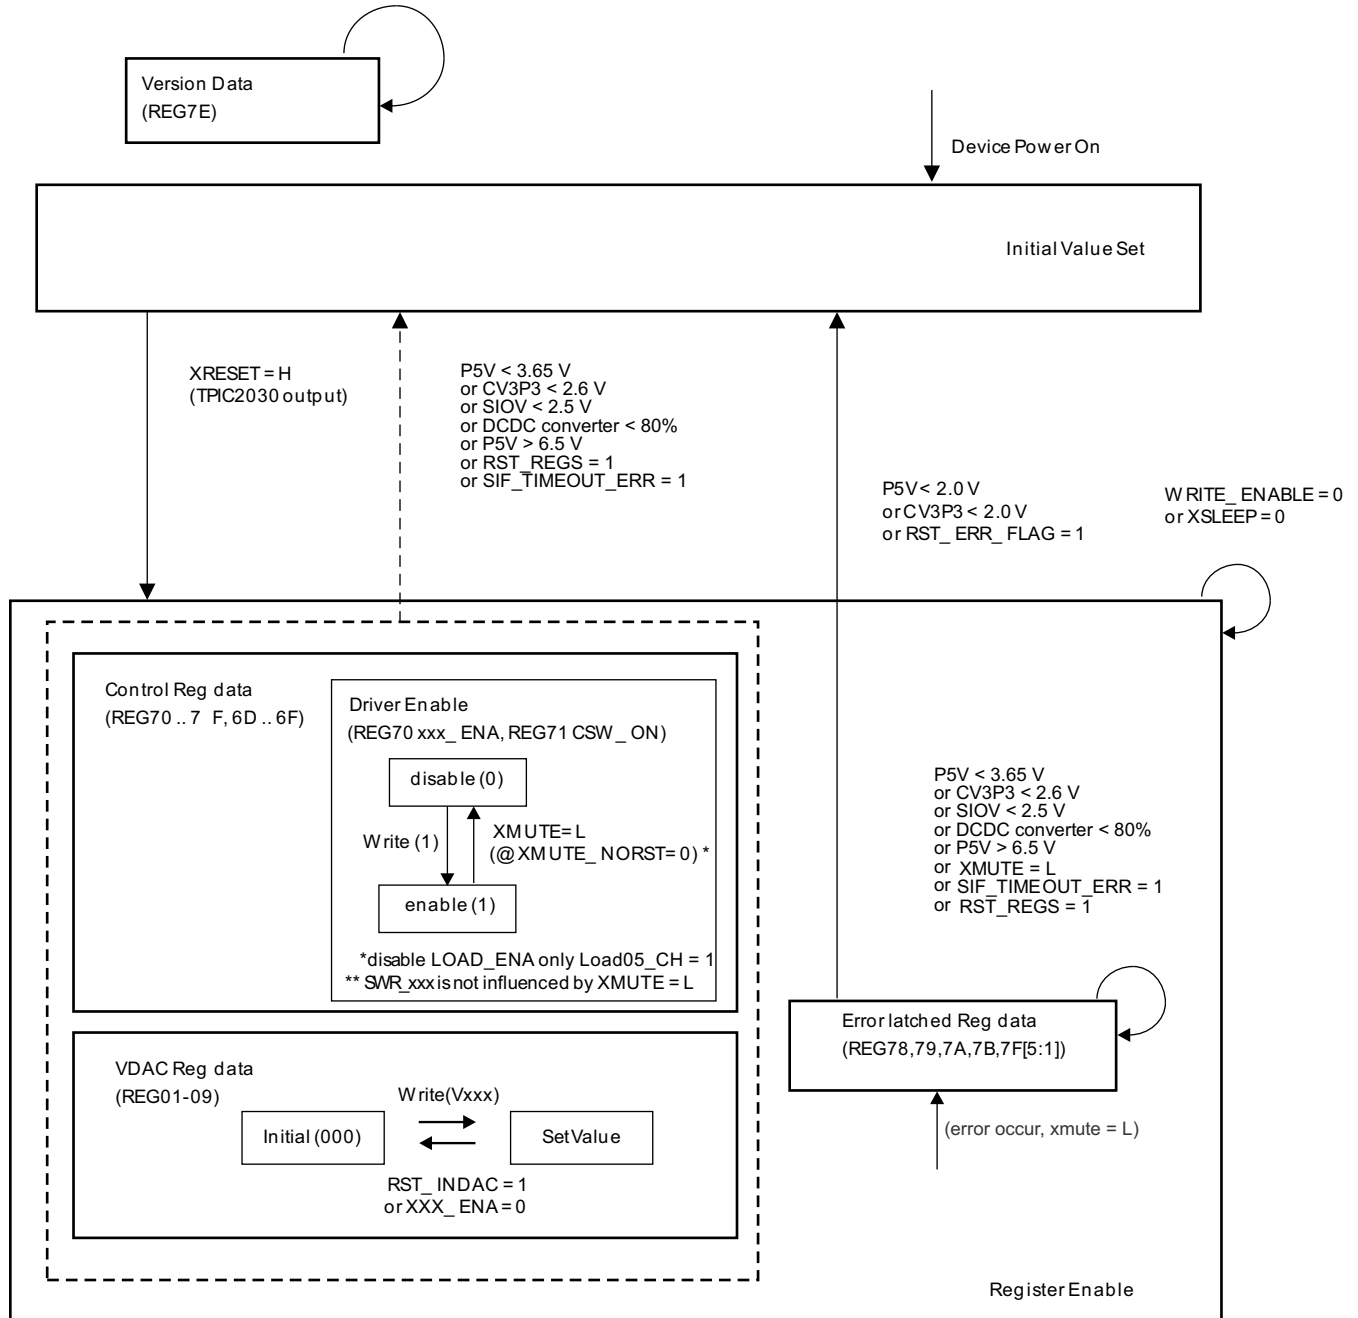 Version Data
(REG7E)
Device Power On
Initial Value Set
XRESET = H
(TPIC2030 output)
P5V < 3.65 V
or CV3P3 < 2.6 V
or SIOV < 2.5 V
or DCDC converter < 80%
or P5V > 6.5 V
or RST_REGS = 1
or SIF_TIMEOUT_ERR = 1
P5V < 2.0 V
or CV3P3 < 2.0 V
or RST_ERR_FLAG = 1
WRITE_ENABLE = 0
or XSLEEP = 0
Control Reg data
(REG70 .. 7 F, 6D .. 6F)
Driver Enable
(REG70 xxx_ENA, REG71 CSW_ON)
disable (0)
Write (1)
XMUTE= L
(@XMUTE_NORST= 0) *
enable (1)
*disable LOAD_ENA only Load05_CH = 1
** SWR_xxx is not influenced by XMUTE = L
P5V < 3.65 V
or CV3P3 < 2.6 V
or SIOV < 2.5 V
or DCDC converter < 80%
or P5V > 6.5 V
or XMUTE = L
or SIF_TIMEOUT_ERR = 1
or RST_REGS = 1
Error latched Reg data
(REG78,79,7A,7B,7F[5:1])
(error occur, xmute = L)
VDAC Reg data
(REG01-09)
Write(Vxxx)
Initial (000)
Set Value
RST_INDAC = 1
or XXX_ENA = 0
Register Enable